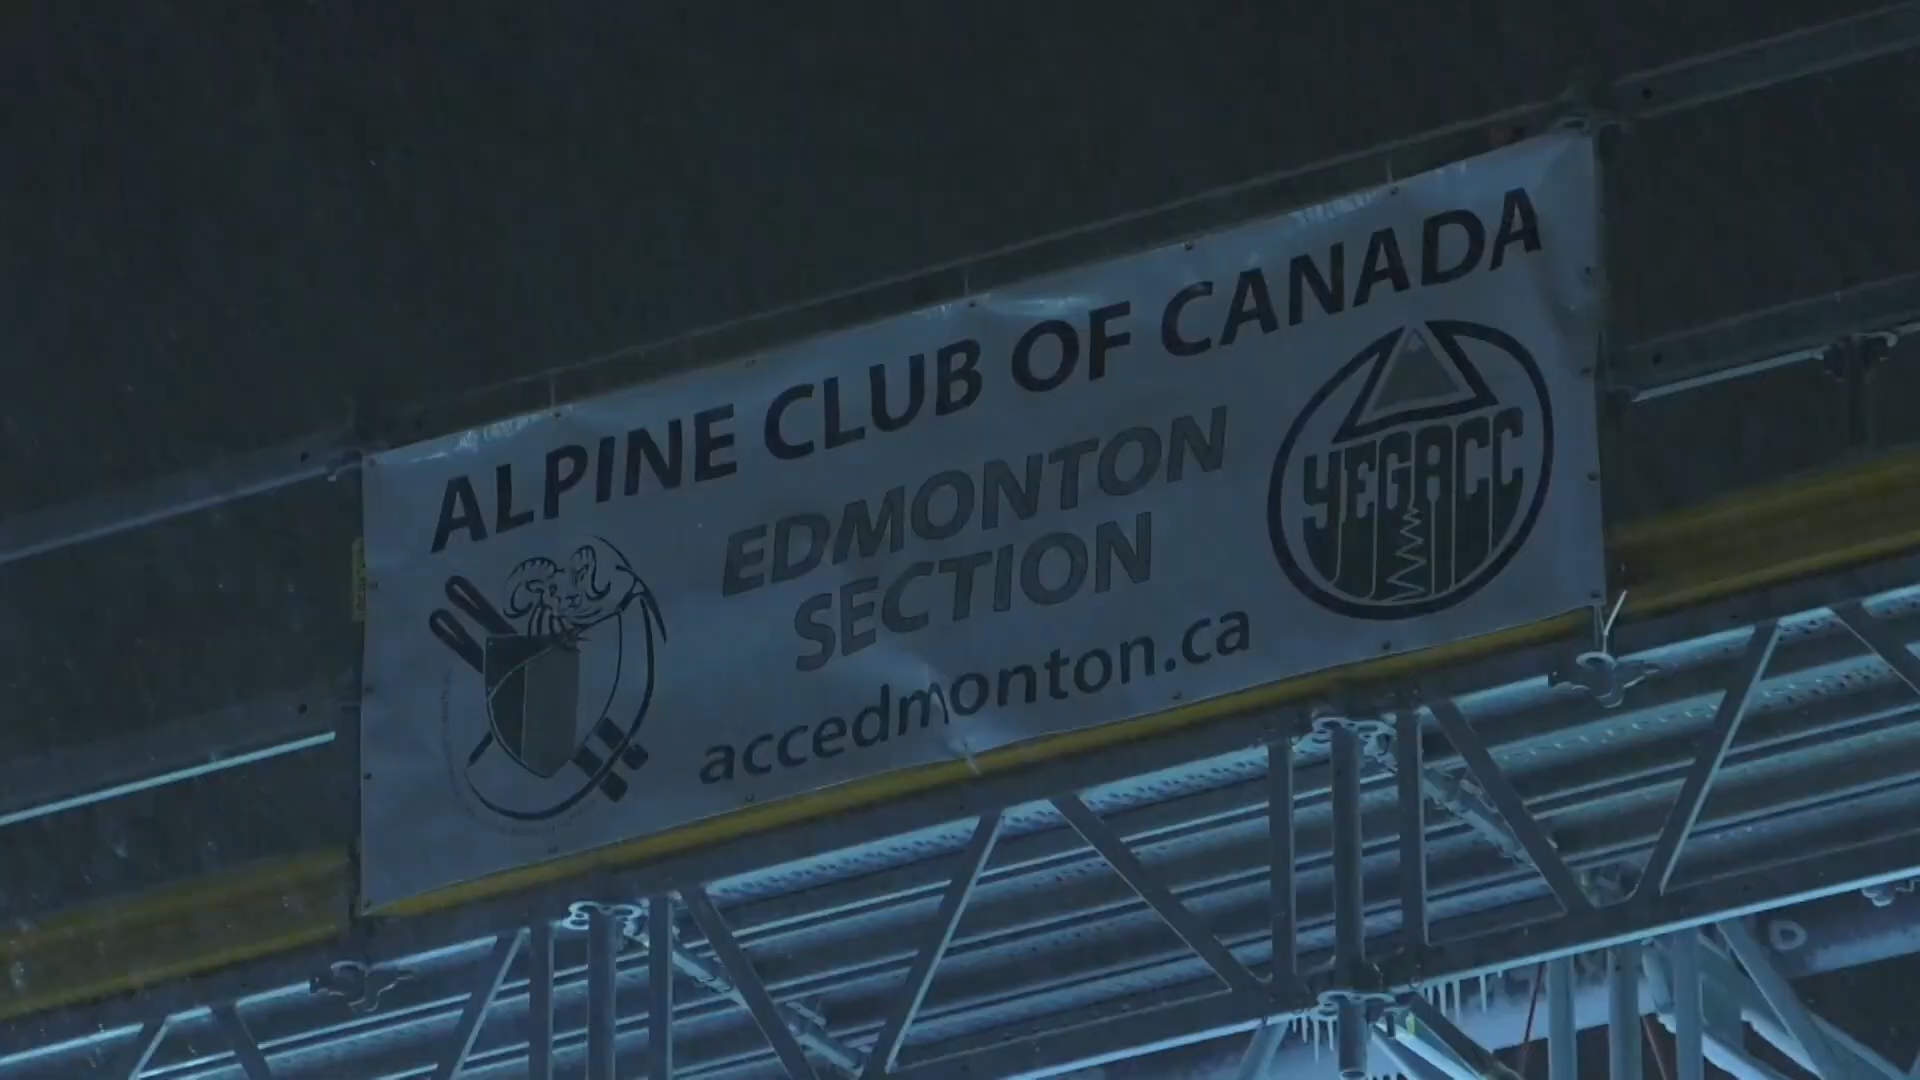 ALPINE CLUB OF CANADA
EDMONTON
SECTION
accedmonton.ca
YEGACC